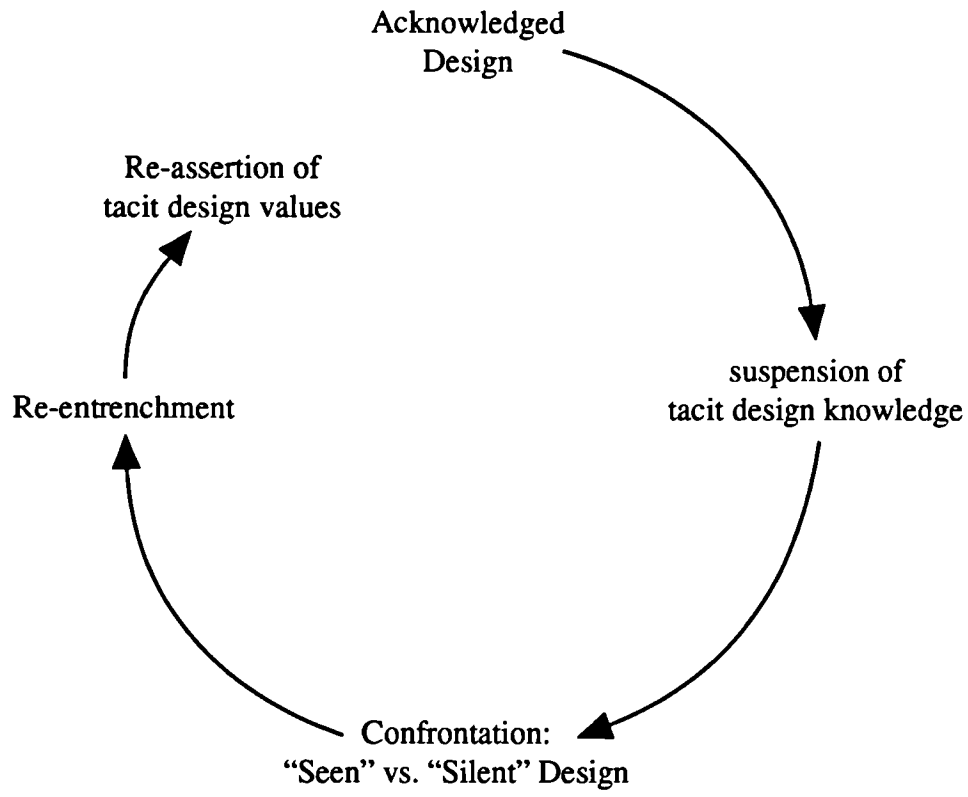 Acknowledged
Design
Re-assertion of
tacit design values
suspension of
tacit design knowledge
Re-entrenchment
Confrontation:
“Seen” vs. “Silent” Design